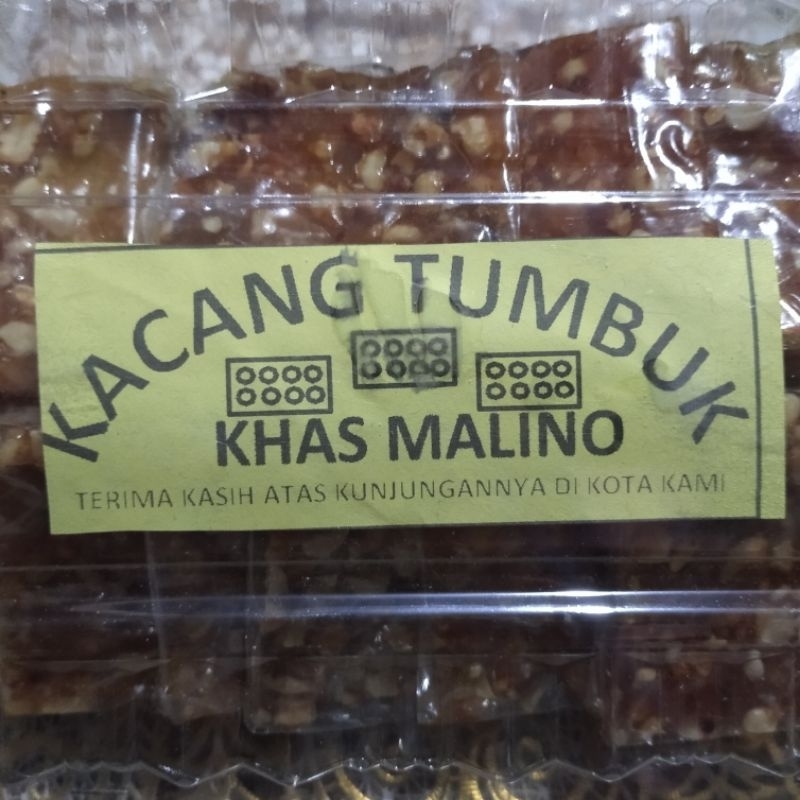 KACANG TUMBUK
KHAS MALINO
TERIMA KASIH ATAS KUNJUNGANNYA DI KOTA KAMI